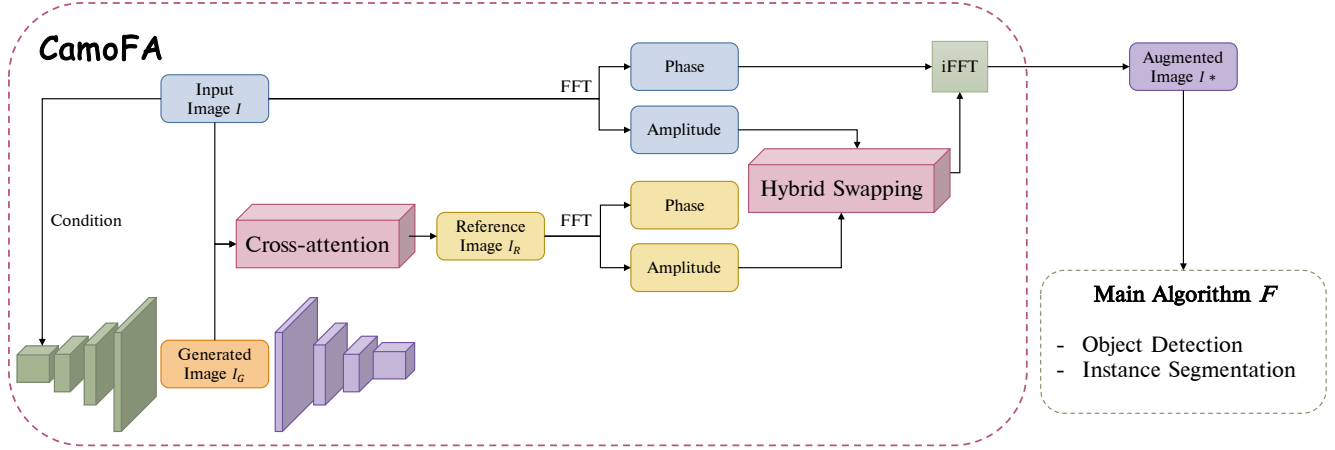 CamoFA
Input
Image I
FFT
Phase
Amplitude
iFFT
Augmented
Image I *
Hybrid Swapping
Condition
Cross-attention
Reference
Image I_R
FFT
Phase
Amplitude
Generated
Image I_G
Main Algorithm F
- Object Detection
- Instance Segmentation